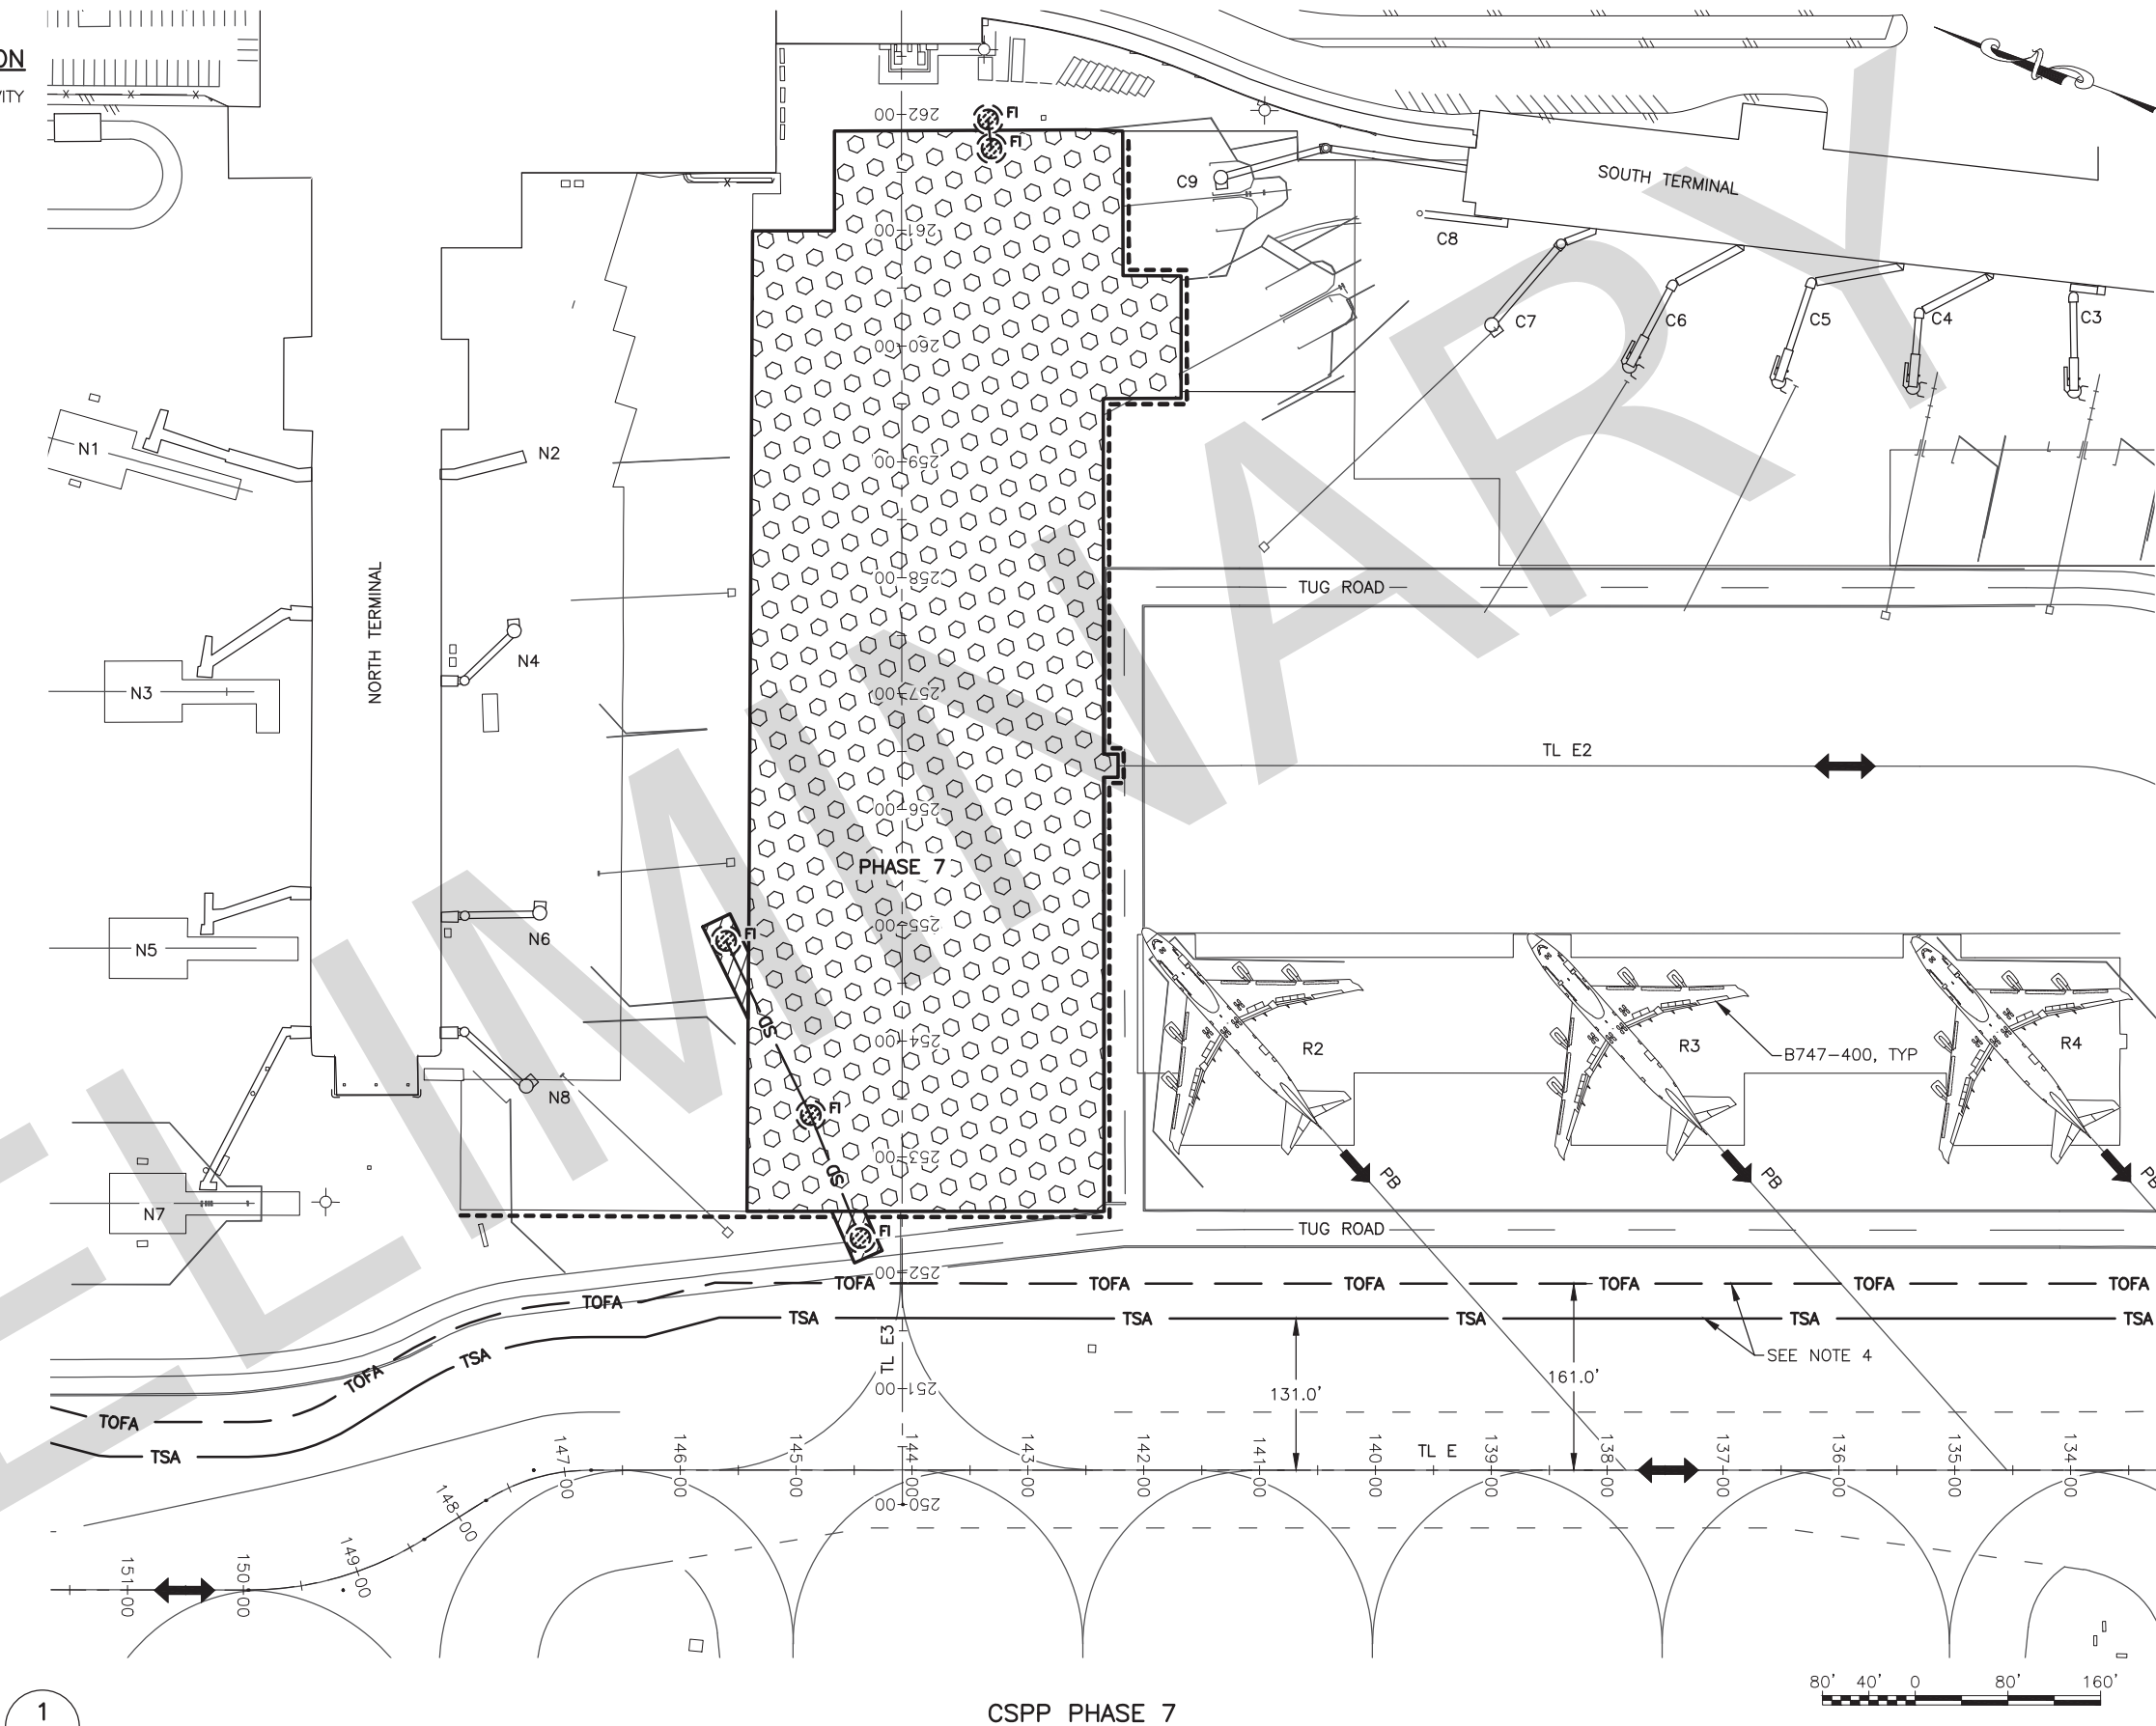 ON
VITY
262+00
FI
FI
C9
SOUTH TERMINAL
C8
261+00
C7
C6
C5
C4
C3
260+00
N1
N2
259+00
258+00
TUG ROAD
NORTH TERMINAL
N4
N3
257+00
TL E2
256+00
PHASE 7
255+00
FI
N6
N5
SD
254+00
R2
R3
R4
B747-400, TYP
N8
FI
253+00
SD
PB
PB
PB
N7
FI
TUG ROAD
252+00
TOFA
TOFA
TOFA
TOFA
TOFA
TOFA
TOFA
TOFA
TOFA
TSA
TSA
TSA
TSA
TSA
TSA
TSA
TL E3
SEE NOTE 4
251+00
131.0'
161.0'
TL E
147+00
146+00
145+00
144+00
143+00
142+00
141+00
140+00
139+00
138+00
137+00
136+00
135+00
134+00
250+00
148+00
149+00
150+00
151+00
80' 40' 0 80' 160'
1
CSPP PHASE 7
ELIMINARY